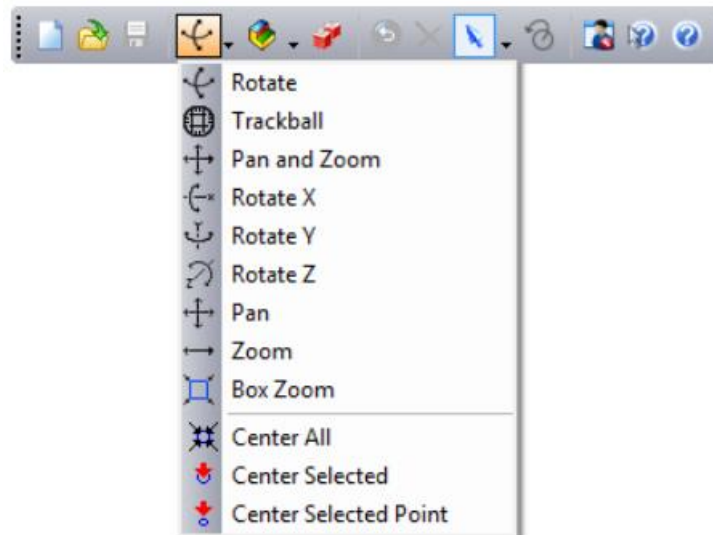 Rotate
Trackball
Pan and Zoom
Rotate X
Rotate Y
Rotate Z
Pan
Zoom
Box Zoom
Center All
Center Selected
Center Selected Point